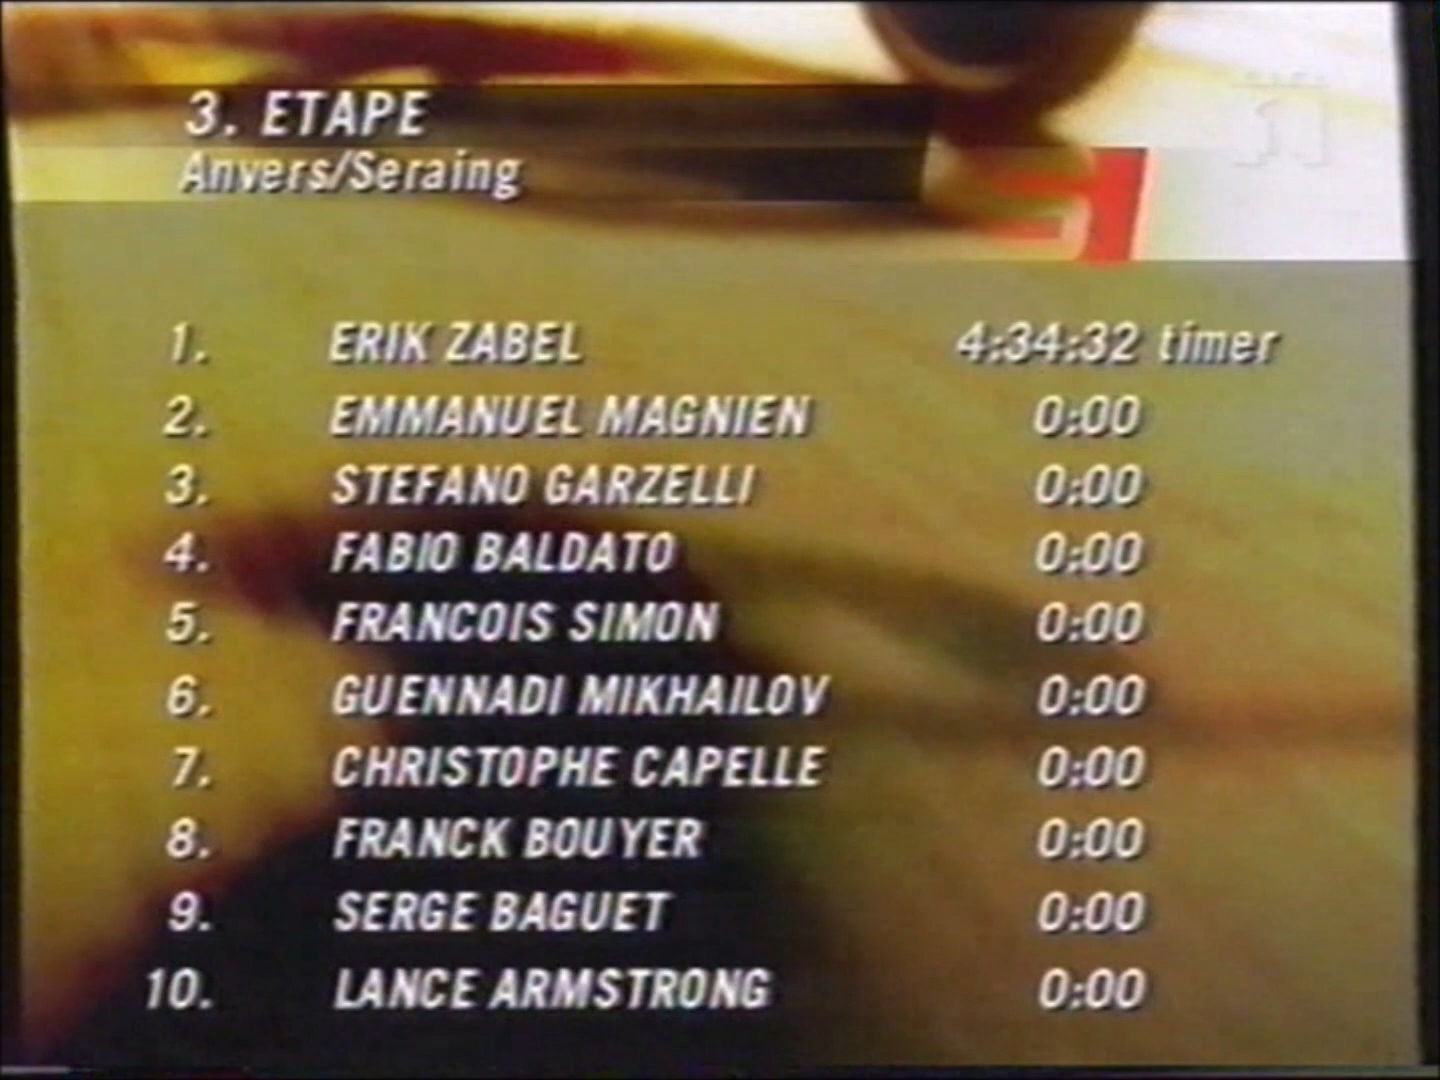 3. ETAPE
Anvers/Seraing
1. ERIK ZABEL 4:34:32 timer
2. EMMANUEL MAGNIEN 0:00
3. STEFANO GARZELLI 0:00
4. FABIO BALDATO 0:00
5. FRANCOIS SIMON 0:00
6. GUENNADI MIKHAILOV 0:00
7. CHRISTOPHE CAPELLE 0:00
8. FRANCK BOUYER 0:00
9. SERGE BAGUET 0:00
10. LANCE ARMSTRONG 0:00